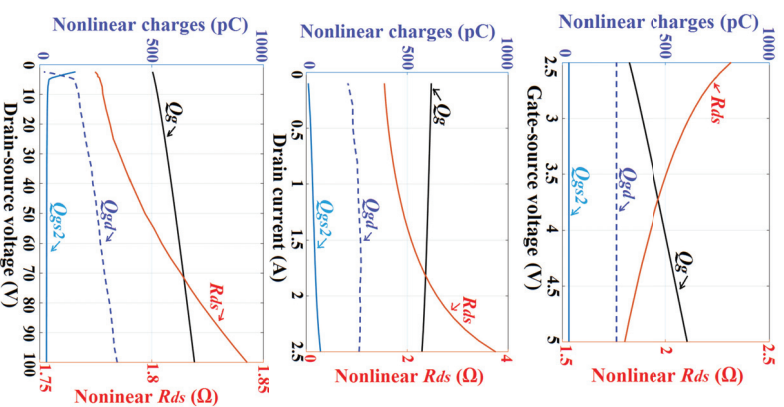 Nonlinear charges (pC)
0
500
1000
0
10
20
30
40
50
60
70
80
90
100
Drain-source voltage (V)
Qg
Qgd
Qgs2
Rds
1.75
1.8
1.85
Noninear Rds (Ω)
Nonlinear charges (pC)
0
500
1000
0
0.5
1
1.5
2
2.5
Drain current (A)
Qg
Qgd
Qgs2
Rds
0
2
4
Nonlinear Rds (Ω)
Nonlinear charges (pC)
0
500
1000
2.5
3
3.5
4
4.5
5
Gate-source voltage (V)
Rds
Qgs2
Qgd
Qg
1.5
2
2.5
Nonlinear Rds (Ω)